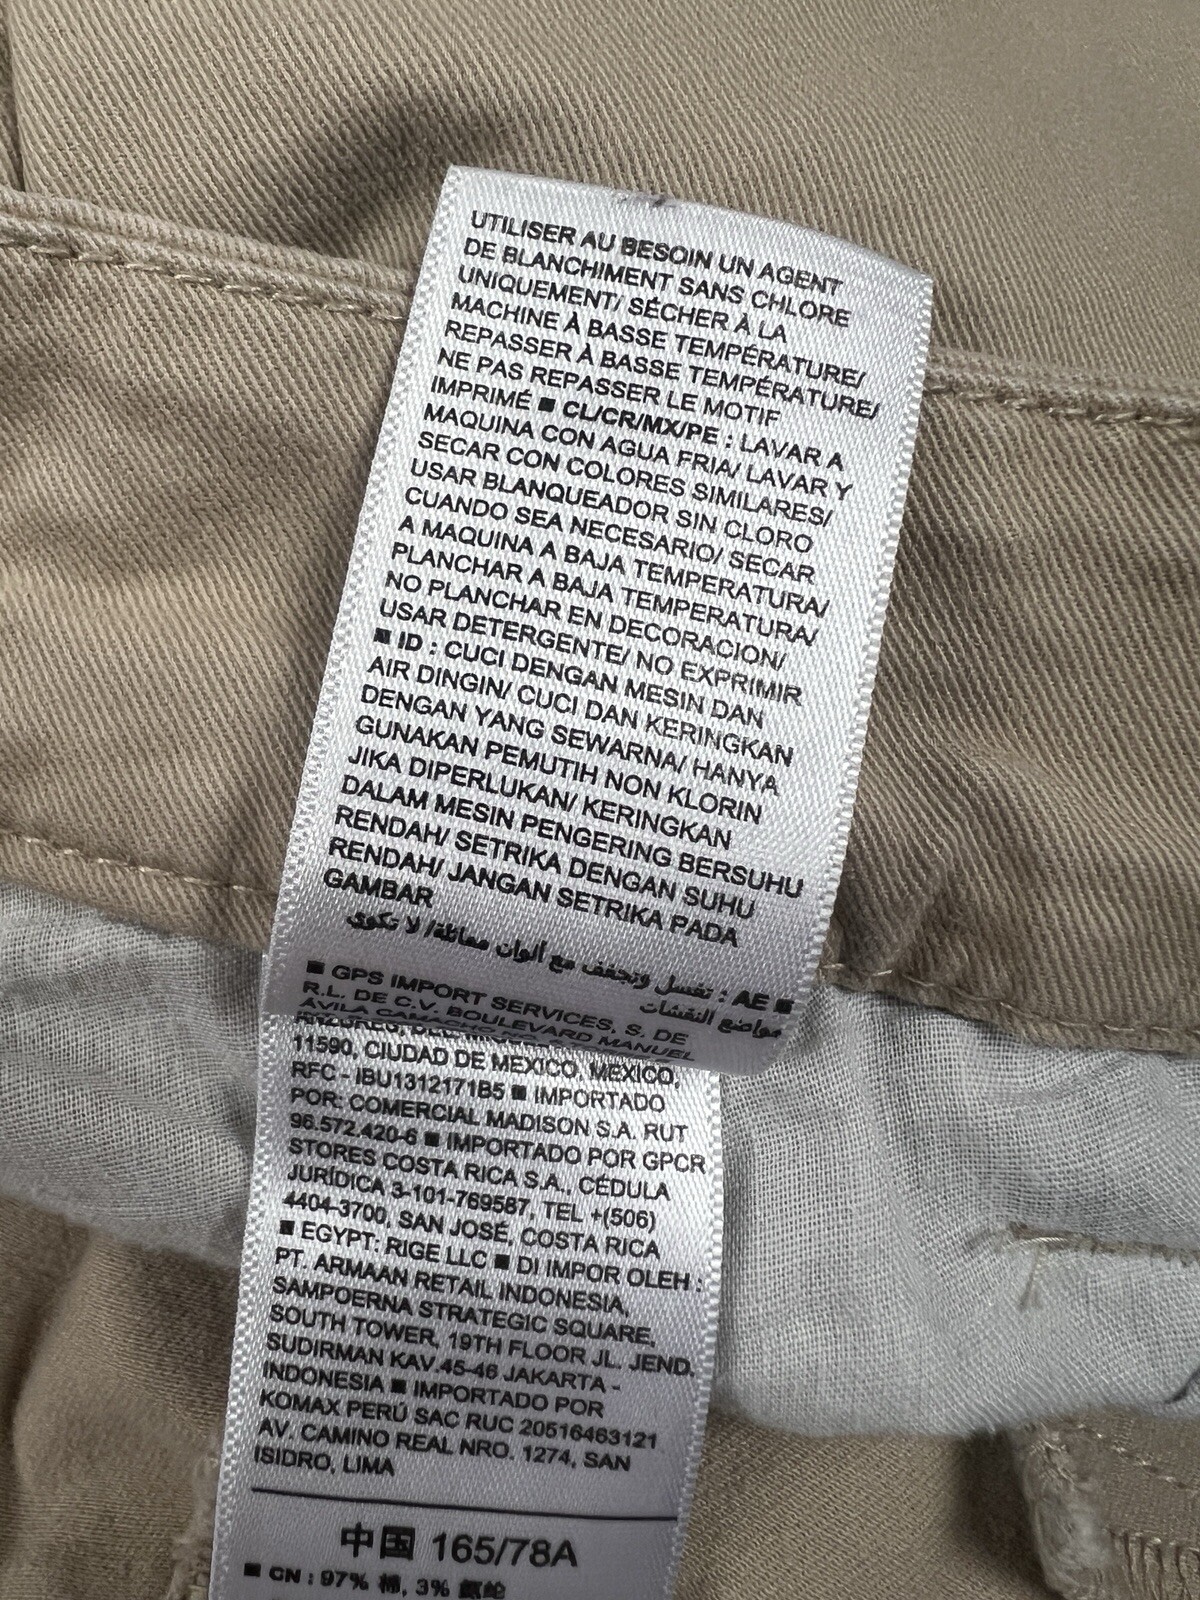 UTILISER AU BESOIN UN AGENT
DE BLANCHIMENT SANS CHLORE
UNIQUEMENT/ SÉCHER À LA
MACHINE À BASSE TEMPÉRATURE/
REPASSER À BASSE TEMPÉRATURE/
NE PAS REPASSER LE MOTIF
IMPRIMÉ ■ CL/CR/MX/PE : LAVAR A
MAQUINA CON AGUA FRIA/ LAVAR Y
SECAR CON COLORES SIMILARES/
USAR BLANQUEADOR SIN CLORO
CUANDO SEA NECESARIO/ SECAR
A MAQUINA A BAJA TEMPERATURA/
PLANCHAR A BAJA TEMPERATURA/
NO PLANCHAR EN DECORACION/
USAR DETERGENTE/ NO EXPRIMIR
■ ID : CUCI DENGAN MESIN DAN
AIR DINGIN/ CUCI DAN KERINGKAN
DENGAN YANG SEWARNA/ HANYA
GUNAKAN PEMUTIH NON KLORIN
JIKA DIPERLUKAN/ KERINGKAN
DALAM MESIN PENGERING BERSUHU
RENDAH/ SETRIKA DENGAN SUHU
RENDAH/ JANGAN SETRIKA PADA
GAMBAR
■ AE : تغسل وتجفف مع ألوان مماثلة/ لا تكوى
مواضع النقشات
■ GPS IMPORT SERVICES, S. DE
R.L. DE C.V. BOULEVARD MANUEL
ÁVILA CAMACHO
11590, CIUDAD DE MEXICO, MEXICO,
RFC - IBU1312171B5 ■ IMPORTADO
POR: COMERCIAL MADISON S.A. RUT
96.572.420-6 ■ IMPORTADO POR GPCR
STORES COSTA RICA S.A., CÉDULA
JURÍDICA 3-101-769587, TEL +(506)
4404-3700, SAN JOSÉ, COSTA RICA
■ EGYPT: RIGE LLC ■ DI IMPOR OLEH :
PT. ARMAAN RETAIL INDONESIA,
SAMPOERNA STRATEGIC SQUARE,
SOUTH TOWER, 19TH FLOOR JL. JEND.
SUDIRMAN KAV.45-46 JAKARTA -
INDONESIA ■ IMPORTADO POR
KOMAX PERÚ SAC RUC 20516463121
AV. CAMINO REAL NRO. 1274, SAN
ISIDRO, LIMA
中国 165/78A
■ CN : 97% 棉, 3% 氨纶